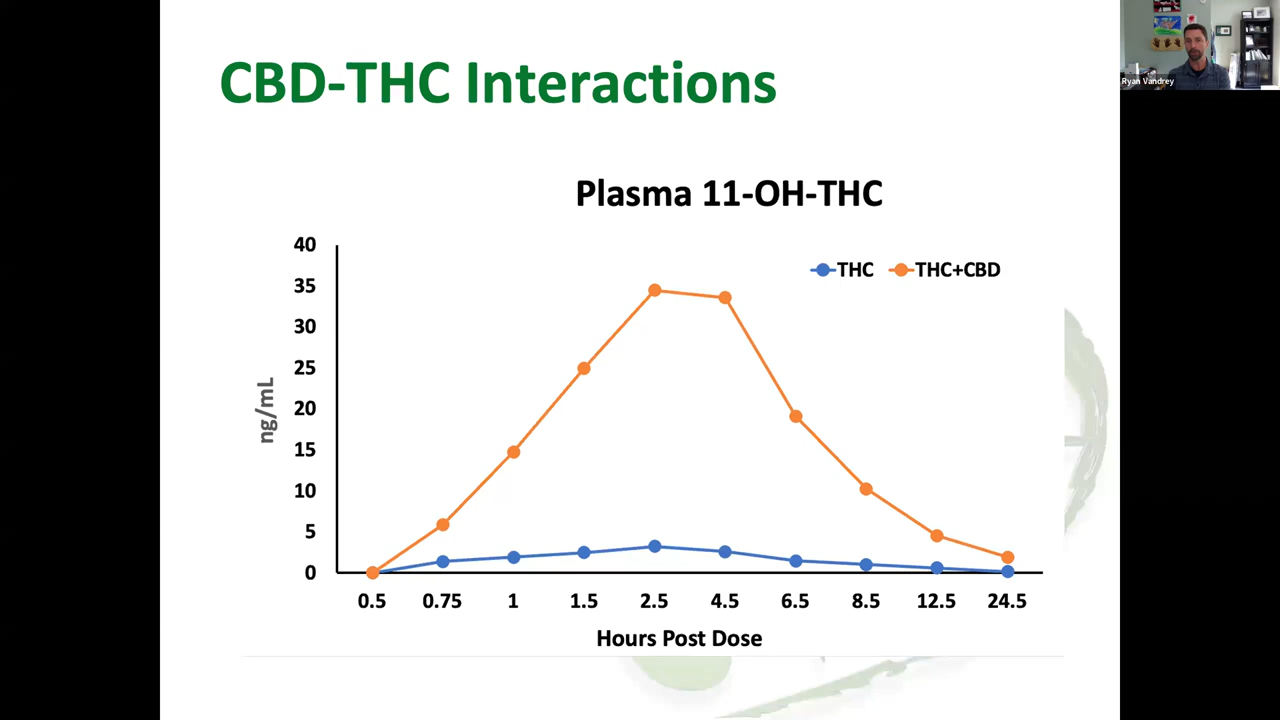 CBD-THC Interactions
Ryan Vandrey
Plasma 11-OH-THC
THC THC+CBD
40
35
30
25
20
15
10
5
0
ng/mL
0.5 0.75 1 1.5 2.5 4.5 6.5 8.5 12.5 24.5
Hours Post Dose